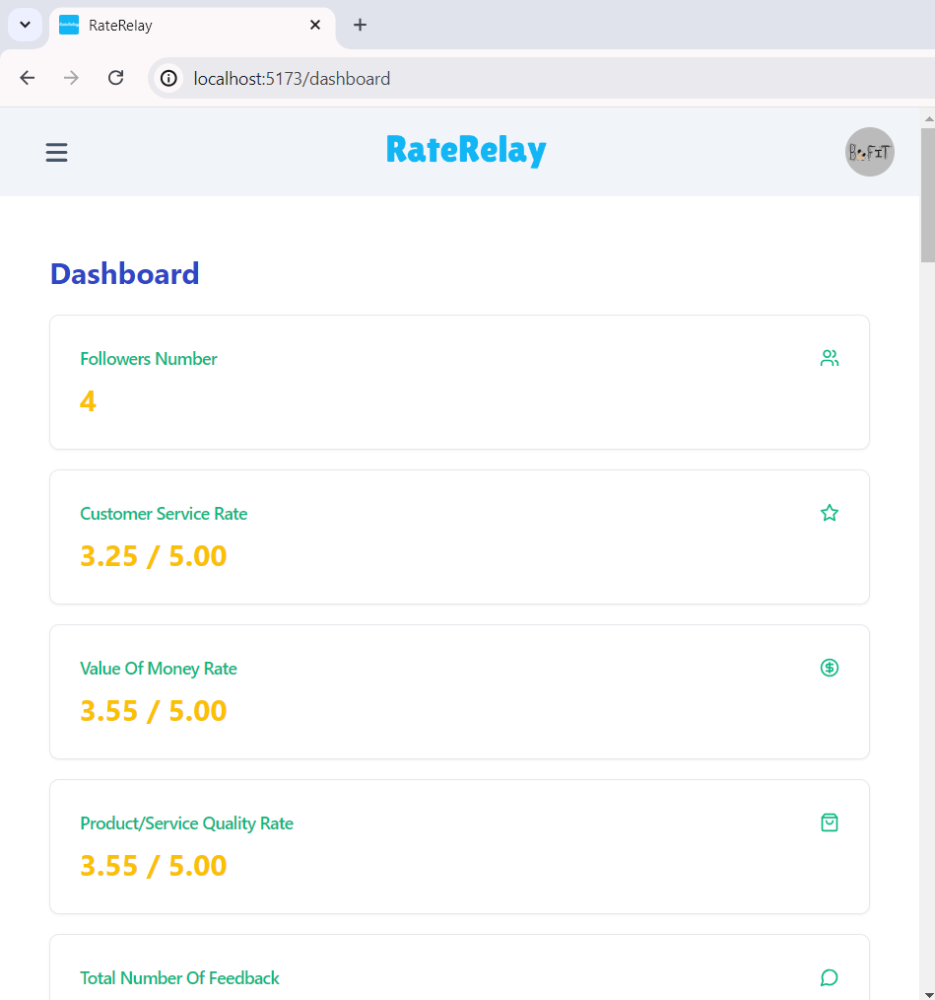 RateRelay
localhost:5173/dashboard
RateRelay
BoFIT
Dashboard
Followers Number
4
Customer Service Rate
3.25 / 5.00
Value Of Money Rate
3.55 / 5.00
Product/Service Quality Rate
3.55 / 5.00
Total Number Of Feedback